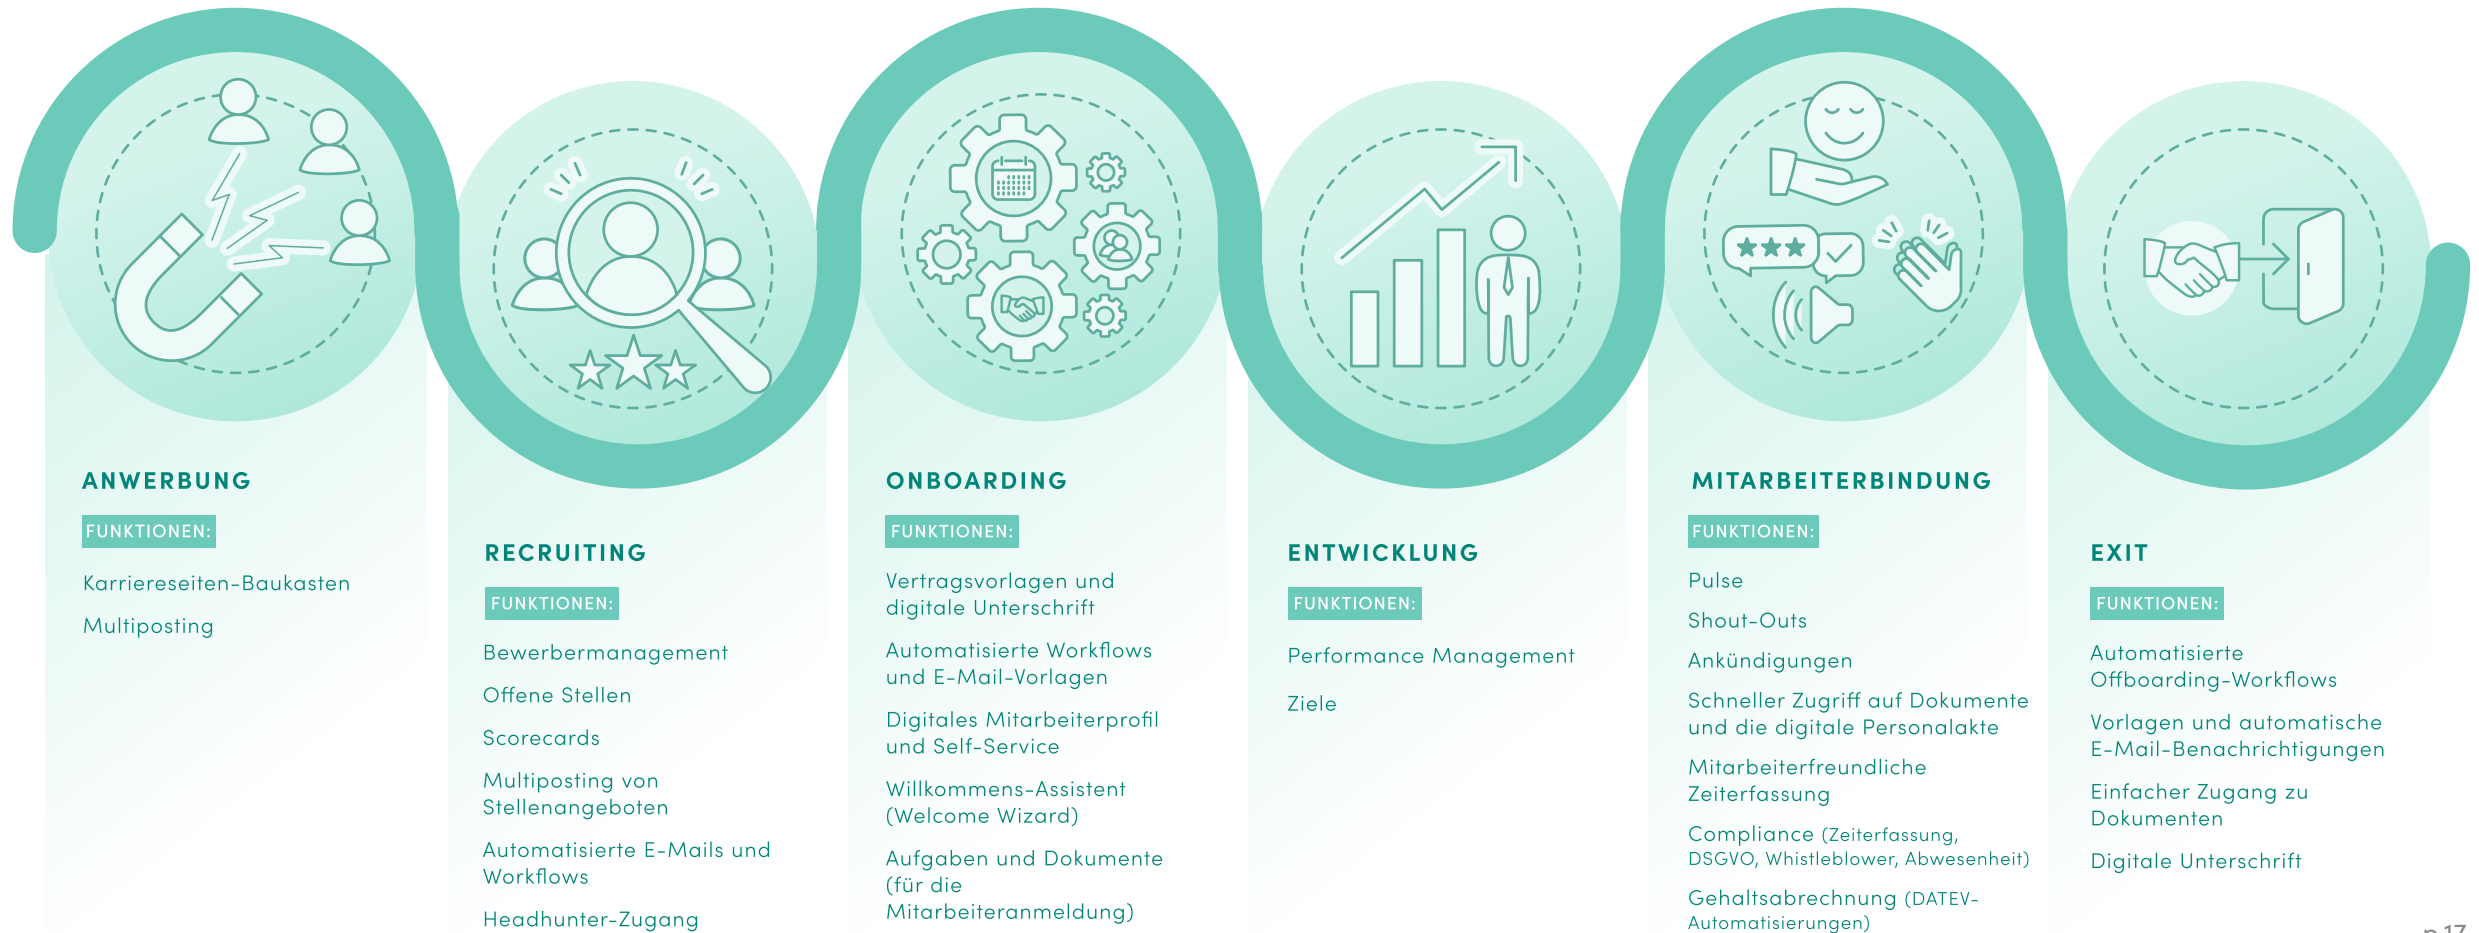 ANWERBUNG
FUNKTIONEN:
Karriereseiten-Baukasten
Multiposting
RECRUITING
FUNKTIONEN:
Bewerbermanagement
Offene Stellen
Scorecards
Multiposting von
Stellenangeboten
Automatisierte E-Mails und
Workflows
Headhunter-Zugang
ONBOARDING
FUNKTIONEN:
Vertragsvorlagen und
digitale Unterschrift
Automatisierte Workflows
und E-Mail-Vorlagen
Digitales Mitarbeiterprofil
und Self-Service
Willkommens-Assistent
(Welcome Wizard)
Aufgaben und Dokumente
(für die
Mitarbeiteranmeldung)
ENTWICKLUNG
FUNKTIONEN:
Performance Management
Ziele
MITARBEITERBINDUNG
FUNKTIONEN:
Pulse
Shout-Outs
Ankündigungen
Schneller Zugriff auf Dokumente
und die digitale Personalakte
Mitarbeiterfreundliche
Zeiterfassung
Compliance (Zeiterfassung,
DSGVO, Whistleblower, Abwesenheit)
Gehaltsabrechnung (DATEV-
Automatisierungen)
EXIT
FUNKTIONEN:
Automatisierte
Offboarding-Workflows
Vorlagen und automatische
E-Mail-Benachrichtigungen
Einfacher Zugang zu
Dokumenten
Digitale Unterschrift
p.17